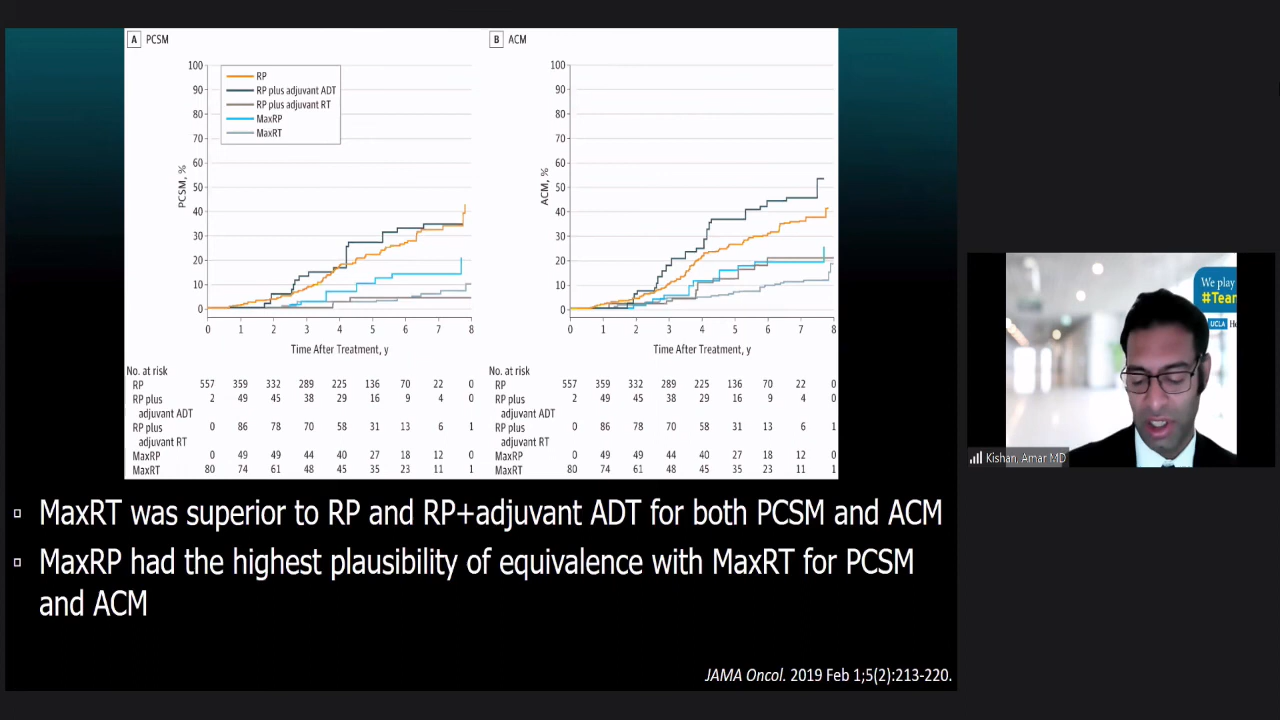 A PCSM
100
90
80
70
60
50
40
30
20
10
0
PCSM, %
RP
RP plus adjuvant ADT
RP plus adjuvant RT
MaxRP
MaxRT
0 1 2 3 4 5 6 7 8
Time After Treatment, y
No. at risk
RP 557 359 332 289 225 136 70 22 0
RP plus 2 49 45 38 29 16 9 4 0
adjuvant ADT
RP plus 0 86 78 70 58 31 13 6 1
adjuvant RT
MaxRP 0 49 49 44 40 27 18 12 0
MaxRT 80 74 61 48 45 35 23 11 1
B ACM
100
90
80
70
60
50
40
30
20
10
0
ACM, %
0 1 2 3 4 5 6 7 8
Time After Treatment, y
No. at risk
RP 557 359 332 289 225 136 70 22 0
RP plus 2 49 45 38 29 16 9 4 0
adjuvant ADT
RP plus 0 86 78 70 58 31 13 6 1
adjuvant RT
MaxRP 0 49 49 44 40 27 18 12 0
MaxRT 80 74 61 48 45 35 23 11 1
MaxRT was superior to RP and RP+adjuvant ADT for both PCSM and ACM
MaxRP had the highest plausibility of equivalence with MaxRT for PCSM
and ACM
JAMA Oncol. 2019 Feb 1;5(2):213-220.
We play
UCLA
Kishan, Amar MD